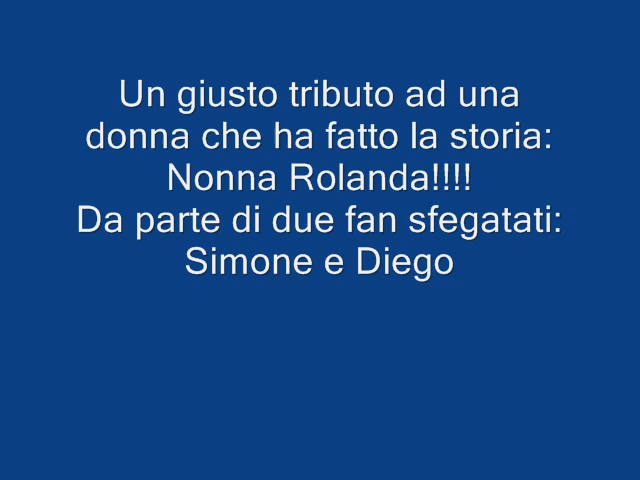 Un giusto tributo ad una
donna che ha fatto la storia:
Nonna Rolanda!!!!
Da parte di due fan sfegatati:
Simone e Diego